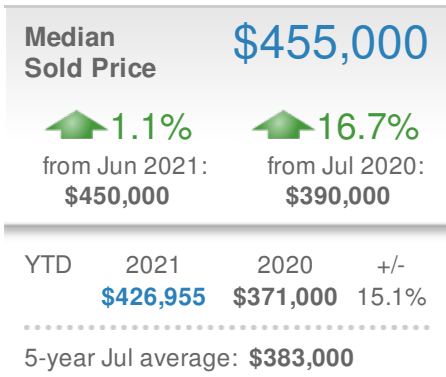 Median
Sold Price
$455,000
1.1%
16.7%
from Jun 2021:
from Jul 2020:
$450,000
$390,000
YTD 2021 2020 +/-
$426,955 $371,000 15.1%
5-year Jul average: $383,000